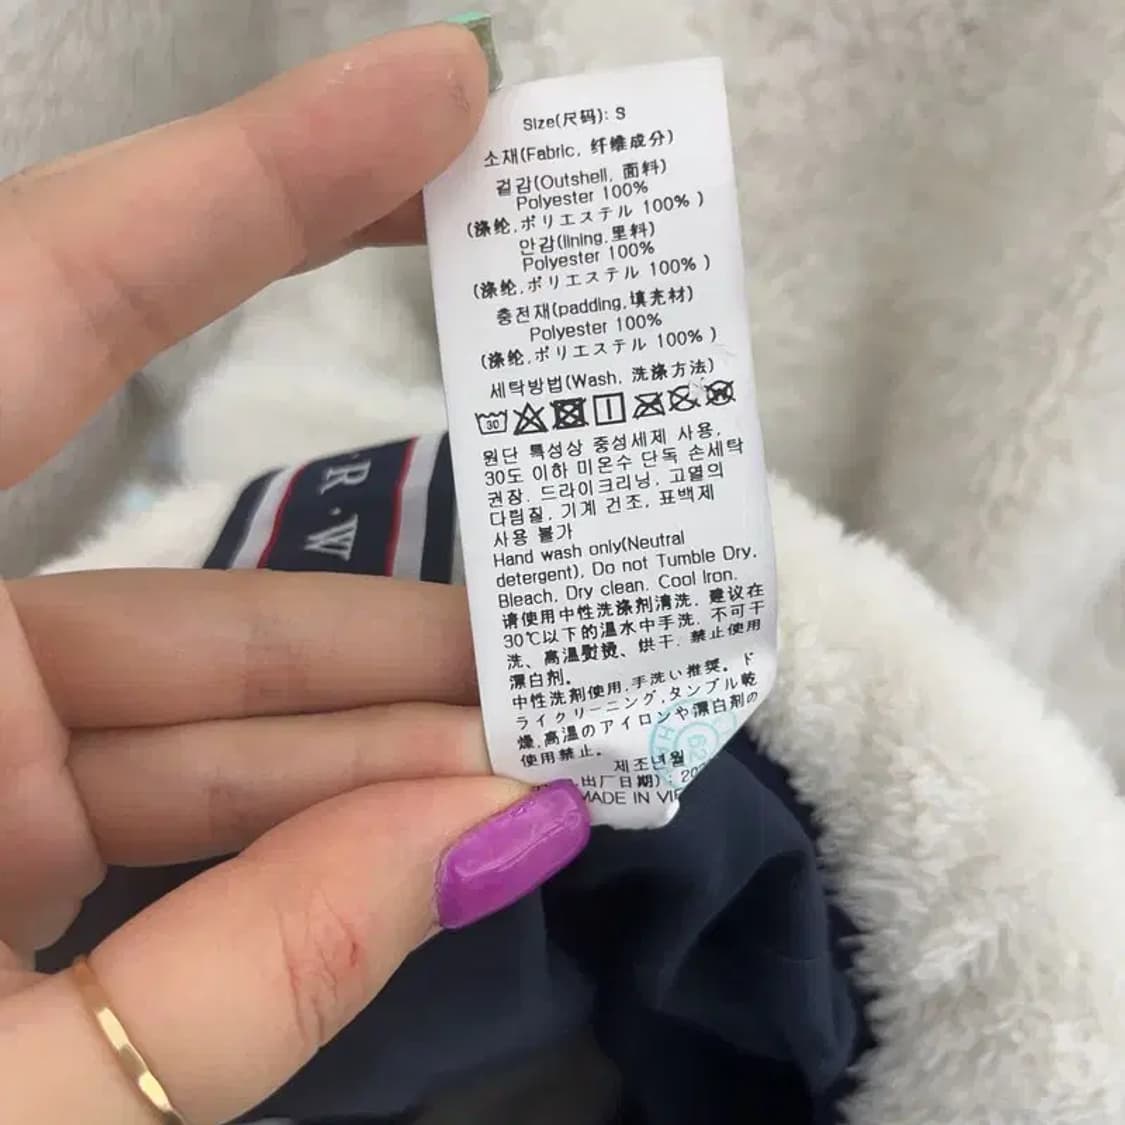 Size(尺码): S
소재(Fabric, 纤维成分)
겉감(Outshell, 面料)
Polyester 100%
(涤纶,ポリエステル 100% )
안감(lining,里料)
Polyester 100%
(涤纶,ポリエステル 100% )
충전재(padding,填充材)
Polyester 100%
(涤纶,ポリエステル 100% )
세탁방법(Wash, 洗涤方法)
30
원단 특성상 중성세제 사용,
30도 이하 미온수 단독 손세탁
권장. 드라이크리닝, 고열의
다림질, 기계 건조, 표백제
사용 불가
Hand wash only(Neutral
detergent), Do not Tumble Dry,
Bleach, Dry clean. Cool Iron.
请使用中性洗涤剂清洗, 建议在
30℃以下的温水中手洗, 不可干
洗、高温熨烫、烘干, 禁止使用
漂白剂。
中性洗剤使用,手洗い推奨。ド
ライクリーニング,タンブル乾
燥,高温のアイロンや漂白剤の
使用禁止。
제조년월
出厂日期) : 
MADE IN
R.W
62